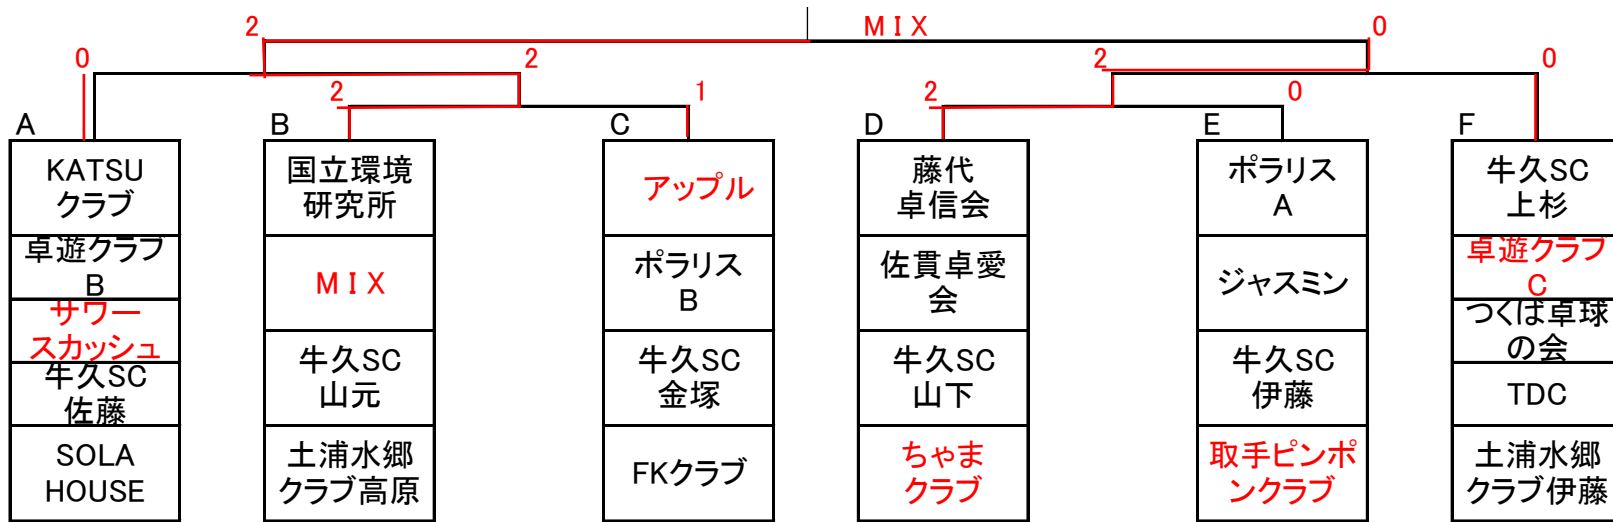 MIX
2
0
0
2
2
0
2
1
2
0
A
B
C
D
E
F
KATSU
クラブ
卓遊クラブ
B
サワー
スカッシュ
牛久SC
佐藤
SOLA
HOUSE
国立環境
研究所
MIX
牛久SC
山元
土浦水郷
クラブ高原
アップル
ポラリス
B
牛久SC
金塚
FKクラブ
藤代
卓信会
佐貫卓愛
会
牛久SC
山下
ちゃま
クラブ
ポラリス
A
ジャスミン
牛久SC
伊藤
取手ピンポ
ンクラブ
牛久SC
上杉
卓遊クラブ
C
つくば卓球
の会
TDC
土浦水郷
クラブ伊藤